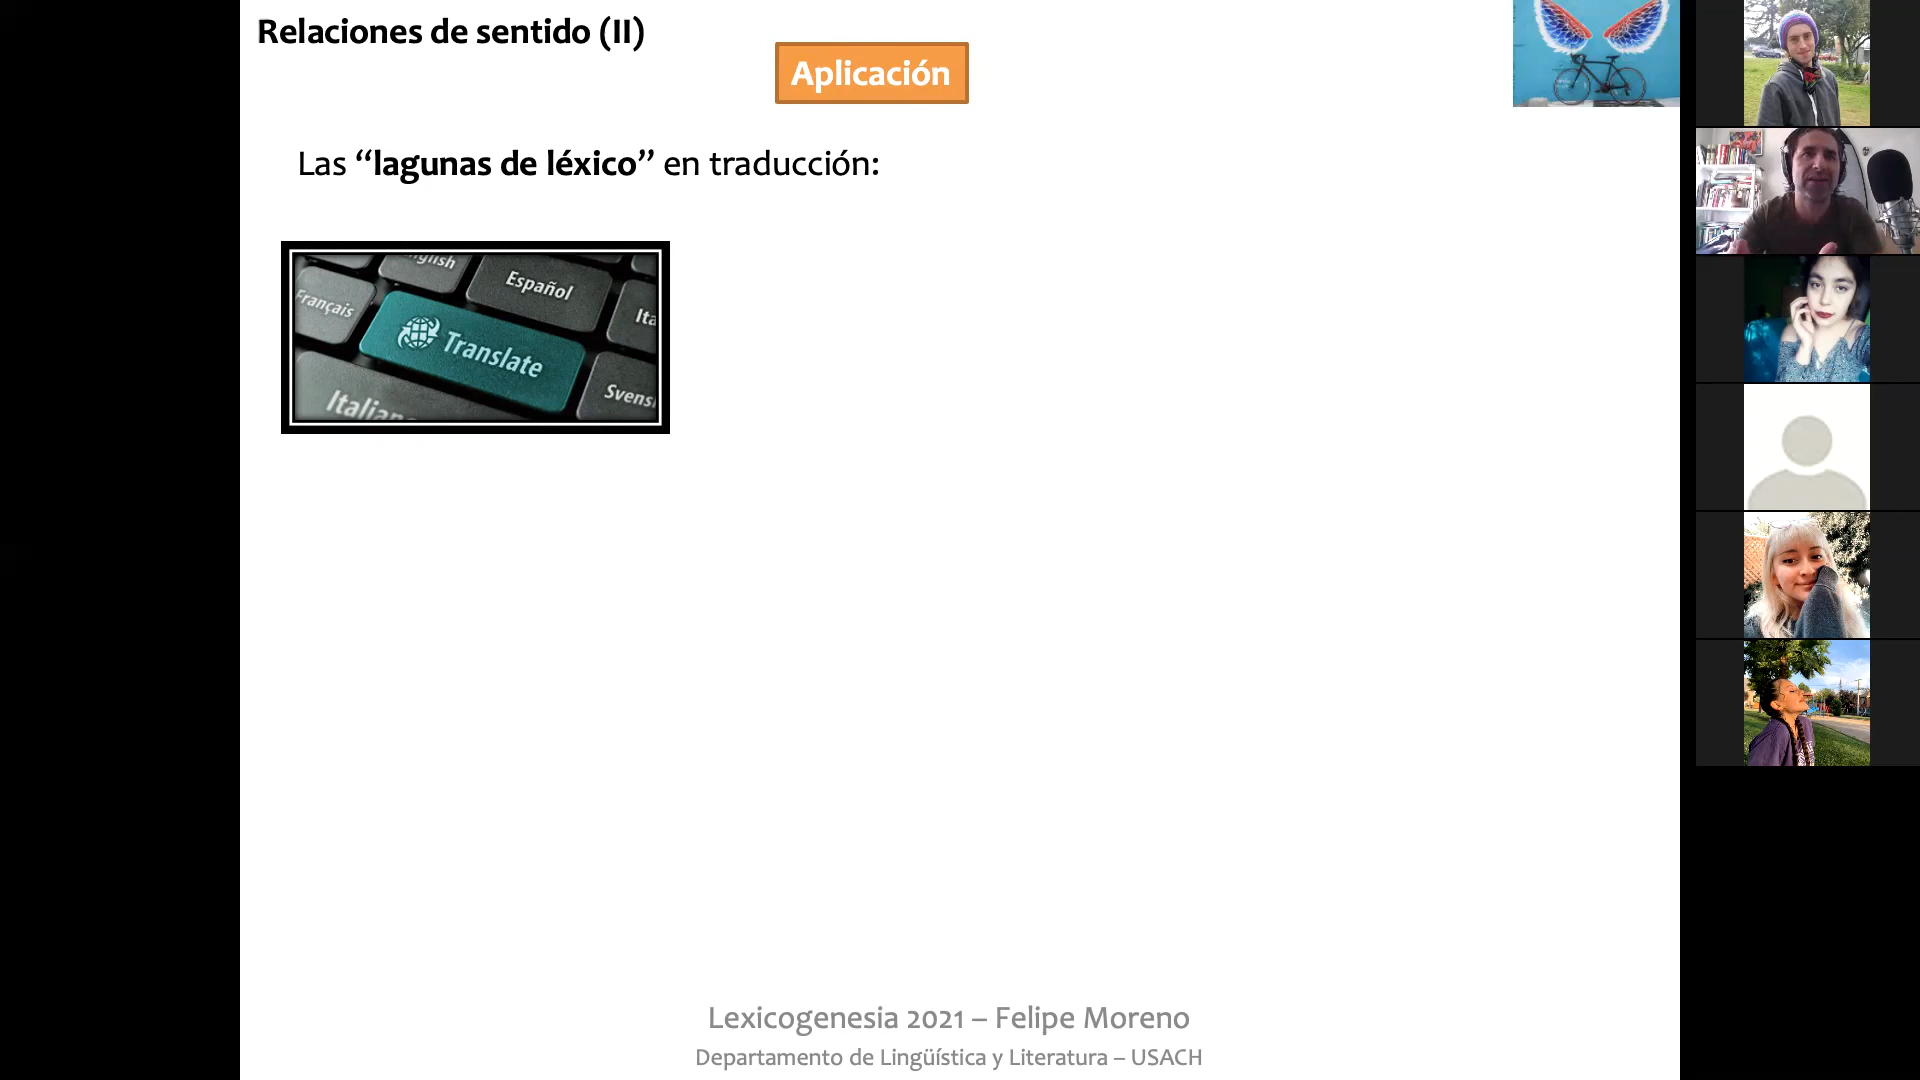 Relaciones de sentido (II)
Aplicación
Las “lagunas de léxico” en traducción:
Español
Français
Translate
Lexicogenesia 2021 – Felipe Moreno
Departamento de Lingüística y Literatura – USACH